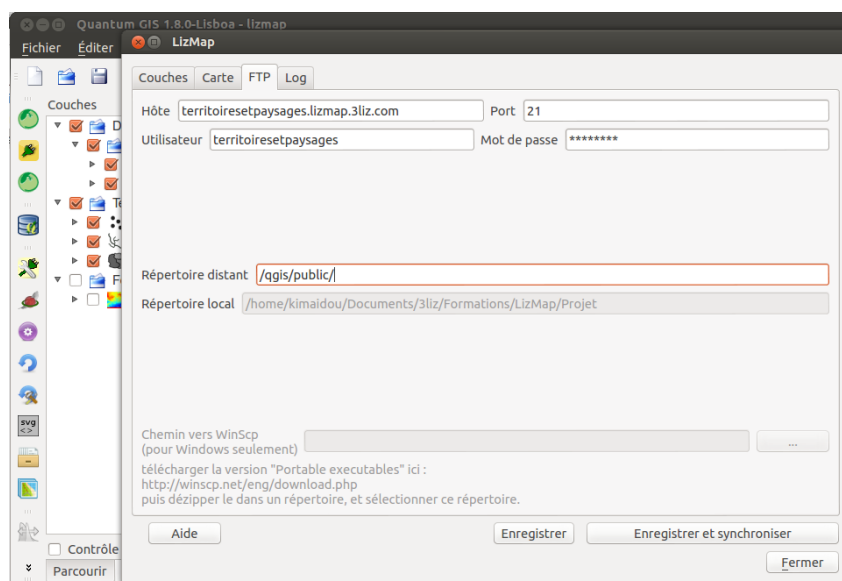 Quantum GIS 1.8.0-Lisboa - lizmap
Fichier Éditer
LizMap
Couches
Couches Carte FTP Log
Hôte territoiresetpaysages.lizmap.3liz.com Port 21
Utilisateur territoiresetpaysages Mot de passe ********
Répertoire distant /qgis/public/
Répertoire local /home/kimaidou/Documents/3liz/Formations/LizMap/Projet
Chemin vers WinScp
(pour Windows seulement)
...
télécharger la version "Portable executables" ici :
http://winscp.net/eng/download.php
puis dézipper le dans un répertoire, et sélectionner ce répertoire.
Aide Enregistrer Enregistrer et synchroniser
Fermer
D
Te
F
svg
<>
Contrôle
Parcourir